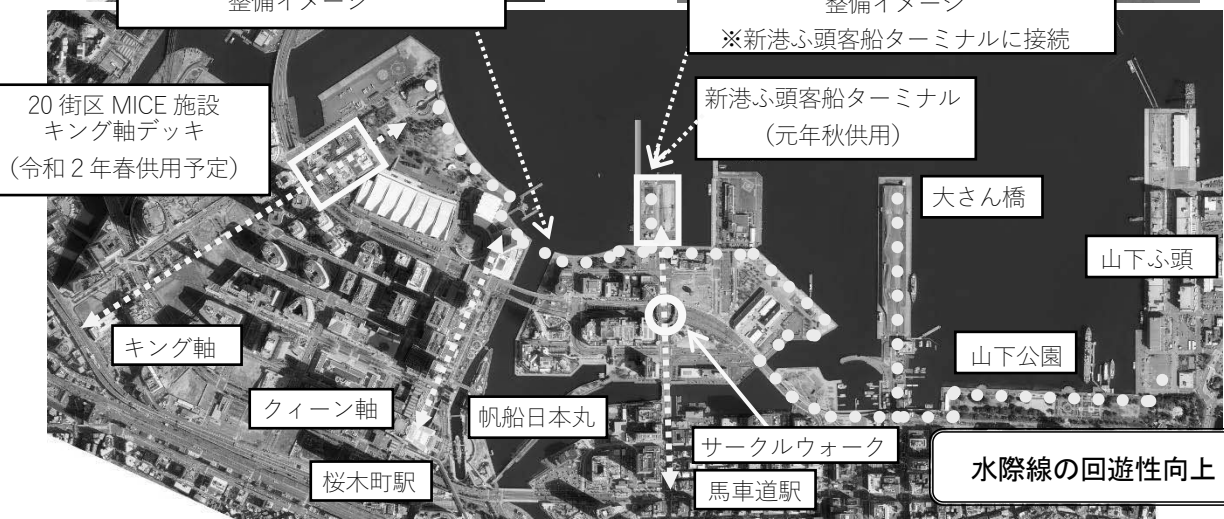 整備イメージ
整備イメージ
※新港ふ頭客船ターミナルに接続
20 街区 MICE 施設
キング軸デッキ
(令和 2 年春供用予定)
新港ふ頭客船ターミナル
(元年秋供用)
大さん橋
山下ふ頭
キング軸
山下公園
クィーン軸
帆船日本丸
サークルウォーク
水際線の回遊性向上
桜木町駅
馬車道駅